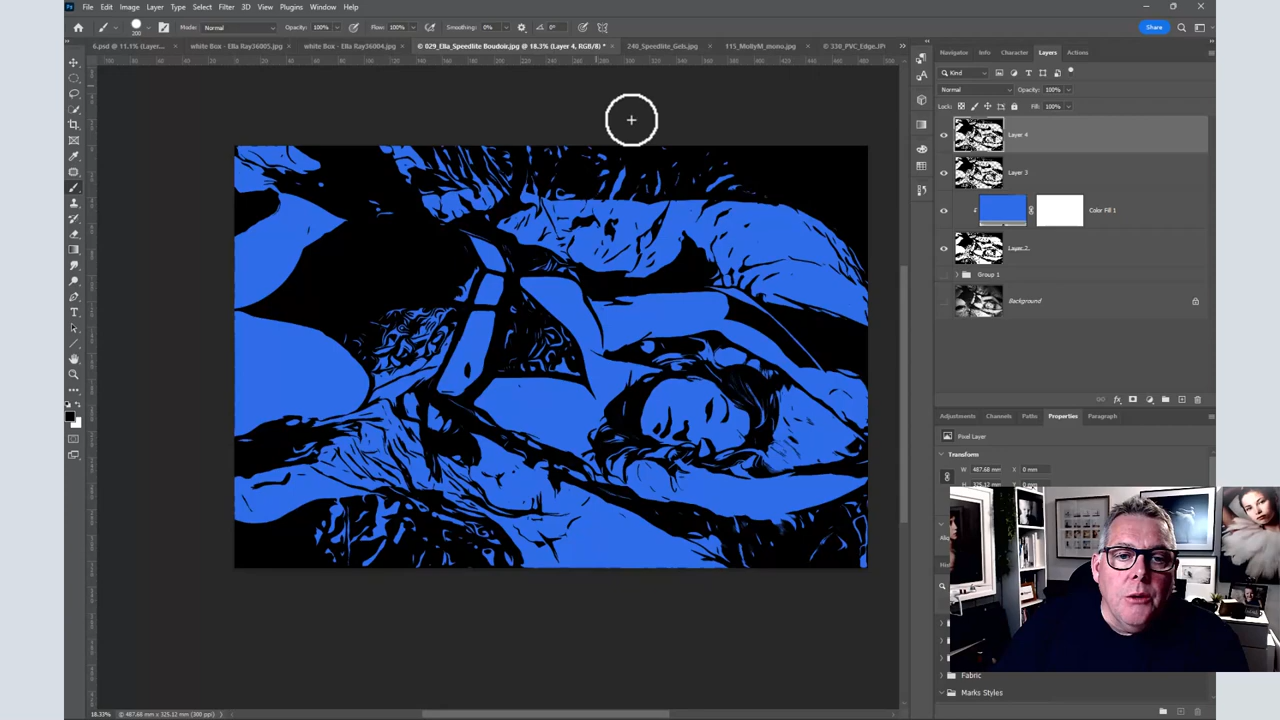 File Edit Image Layer Type Select Filter 3D View Plugins Window Help
200 Mode: Normal Opacity: 100% Flow: 100% Smoothing: 0% 0° Share
6.psd @ 11.1% (Layer... × white Box - Ella Ray36005.jpg × white Box - Ella Ray36004.jpg × © 029_Ella_Speedlite Boudoir.jpg @ 18.3% (Layer 4, RGB/8) * × 240_Speedlite_Gels.jpg × 115_MollyM_mono.jpg × © 338_PVC_Edge.JPG
Navigator Info Character Layers Actions
Kind
Normal Opacity: 100%
Lock: Fill: 100%
Layer 4
Layer 3
Color Fill 1
Layer 2
Group 1
Background
Adjustments Channels Paths Properties Paragraph
Pixel Layer
Transform
W 487.68 mm X 0 mm
H 325.12 mm Y 0 mm
Fabric
Marks Styles
18.33% © 487.68 mm x 325.12 mm (300 ppi)